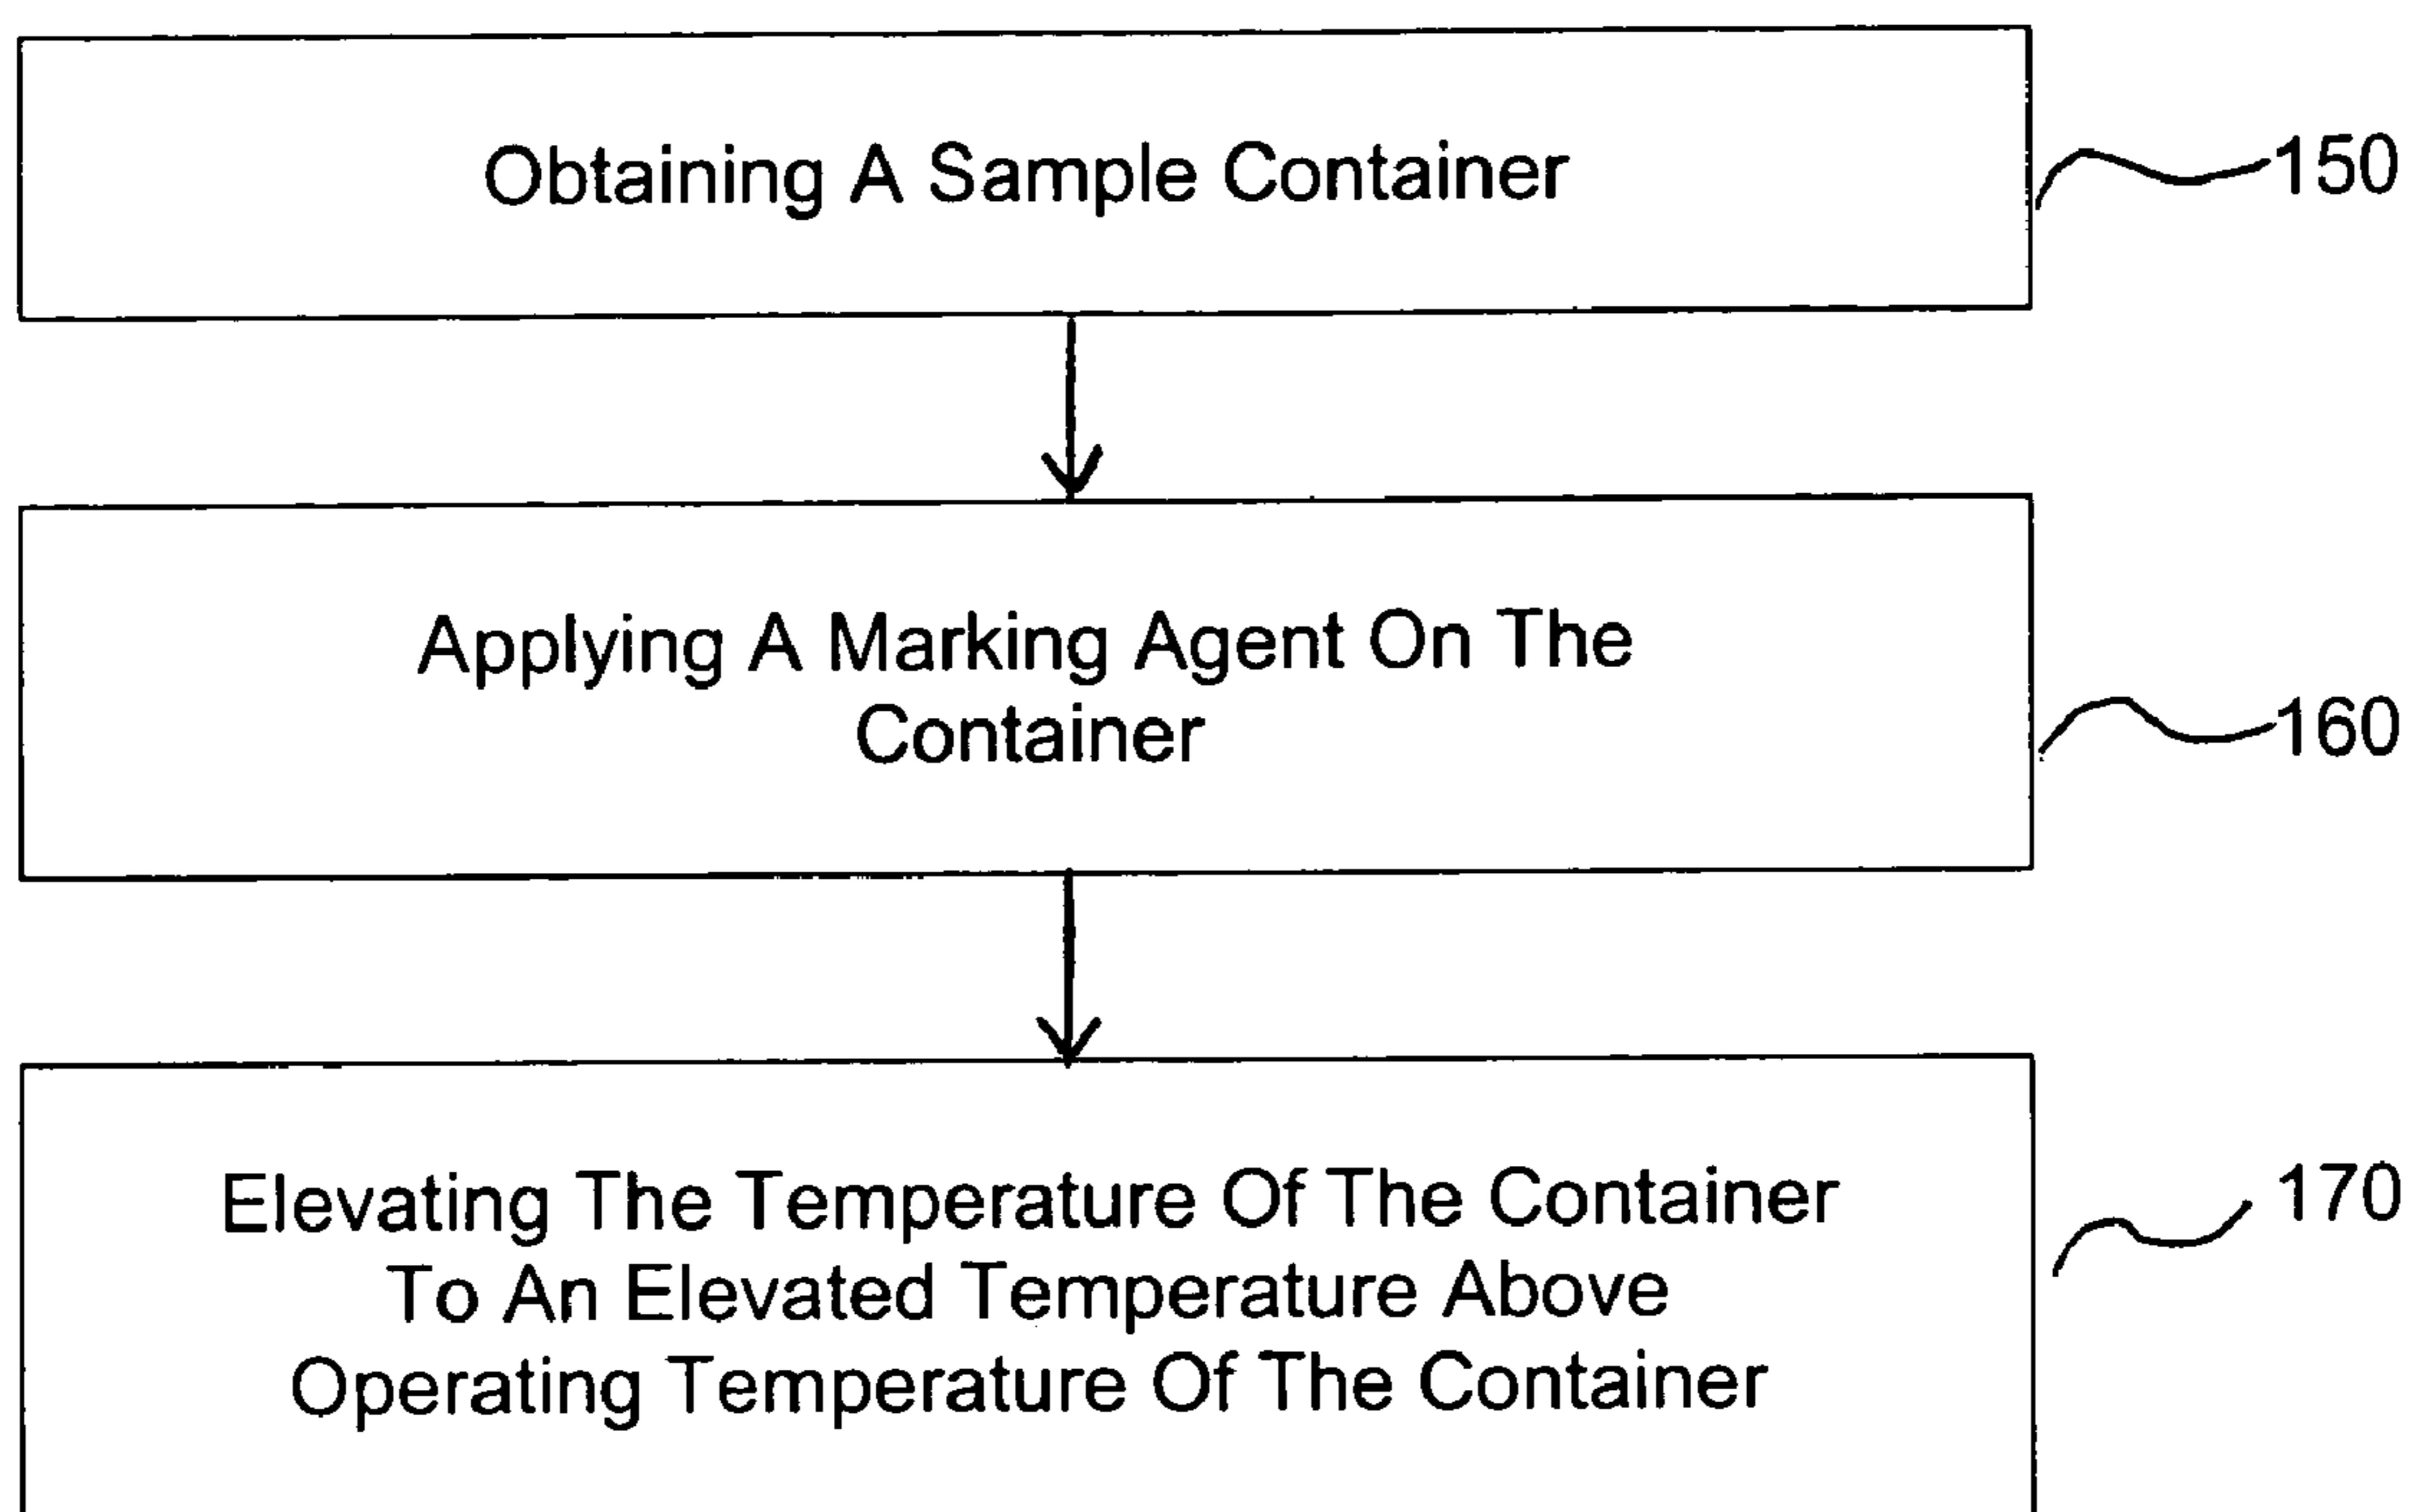 Obtaining A Sample Container
150
Applying A Marking Agent On The
Container
160
Elevating The Temperature Of The Container
To An Elevated Temperature Above
Operating Temperature Of The Container
170